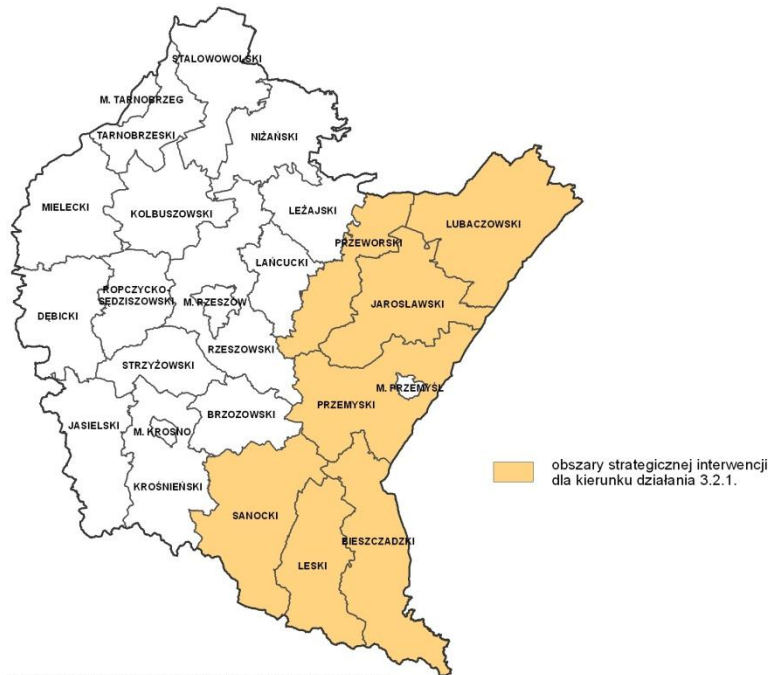 STALOWOWOLSKI
M. TARNOBRZEG
TARNOBRZESKI
NIŻAŃSKI
MIELECKI
KOLBUSZOWSKI
LEŻAJSKI
LUBACZOWSKI
PRZEWORSKI
ŁAŃCUCKI
ROPCZYCKO-
SĘDZISZOWSKI
M. RZESZÓW
JAROSŁAWSKI
DĘBICKI
RZESZOWSKI
STRZYŻOWSKI
M. PRZEMYŚL
PRZEMYSKI
BRZOZOWSKI
JASIELSKI
M. KROSNO
KROŚNIEŃSKI
SANOCKI
BIESZCZADZKI
LESKI
obszary strategicznej interwencji
dla kierunku działania 3.2.1.